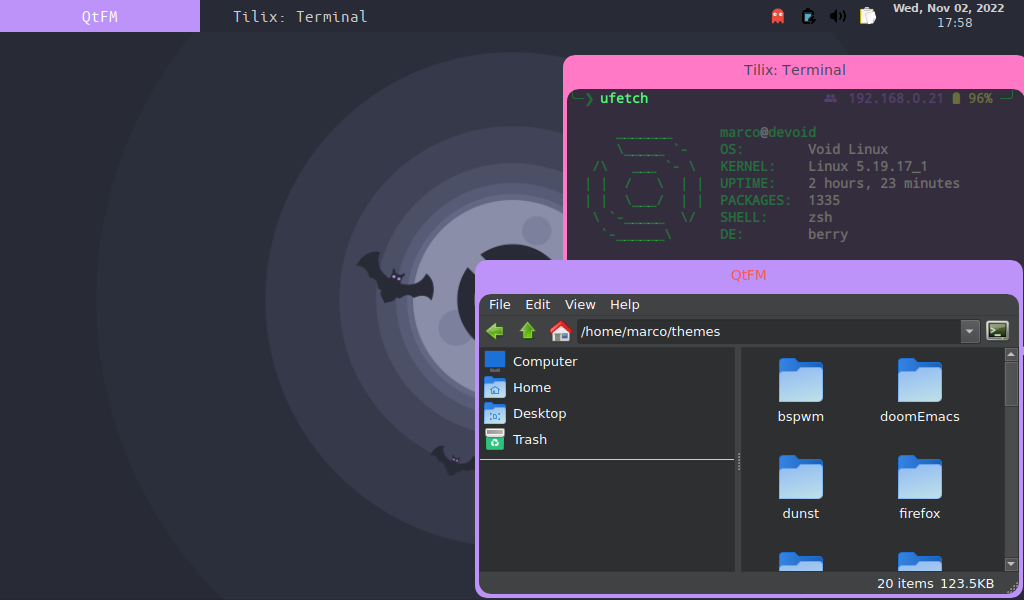 QtFM
Tilix: Terminal
Wed, Nov 02, 2022
17:58
Tilix: Terminal
ufetch
192.168.0.21 96%
marco@devoid
OS: Void Linux
KERNEL: Linux 5.19.17_1
UPTIME: 2 hours, 23 minutes
PACKAGES: 1335
SHELL: zsh
DE: berry
QtFM
File Edit View Help
/home/marco/themes
Computer
Home
Desktop
Trash
bspwm doomEmacs
dunst firefox
20 items 123.5KB